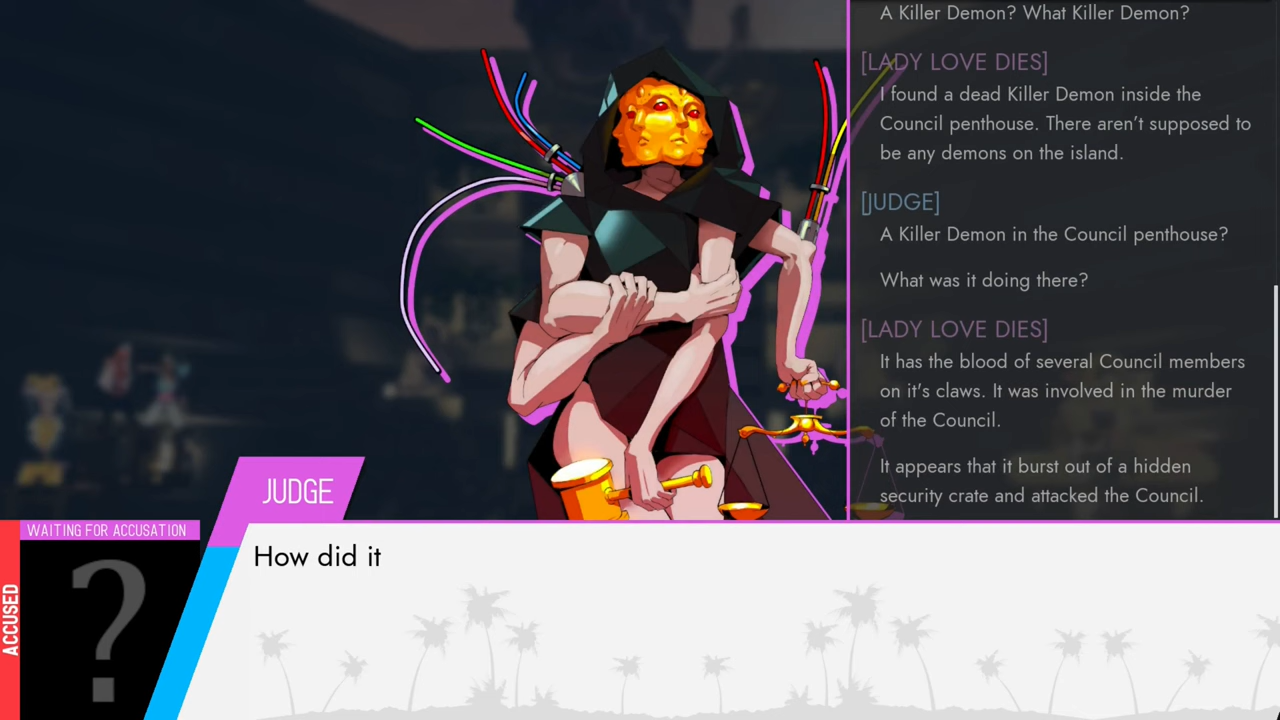 A Killer Demon? What Killer Demon?
[LADY LOVE DIES]
I found a dead Killer Demon inside the
Council penthouse. There aren't supposed to
be any demons on the island.
[JUDGE]
A Killer Demon in the Council penthouse?
What was it doing there?
[LADY LOVE DIES]
It has the blood of several Council members
on it's claws. It was involved in the murder
of the Council.
It appears that it burst out of a hidden
security crate and attacked the Council.
JUDGE
WAITING FOR ACCUSATION
?
ACCUSED
How did it